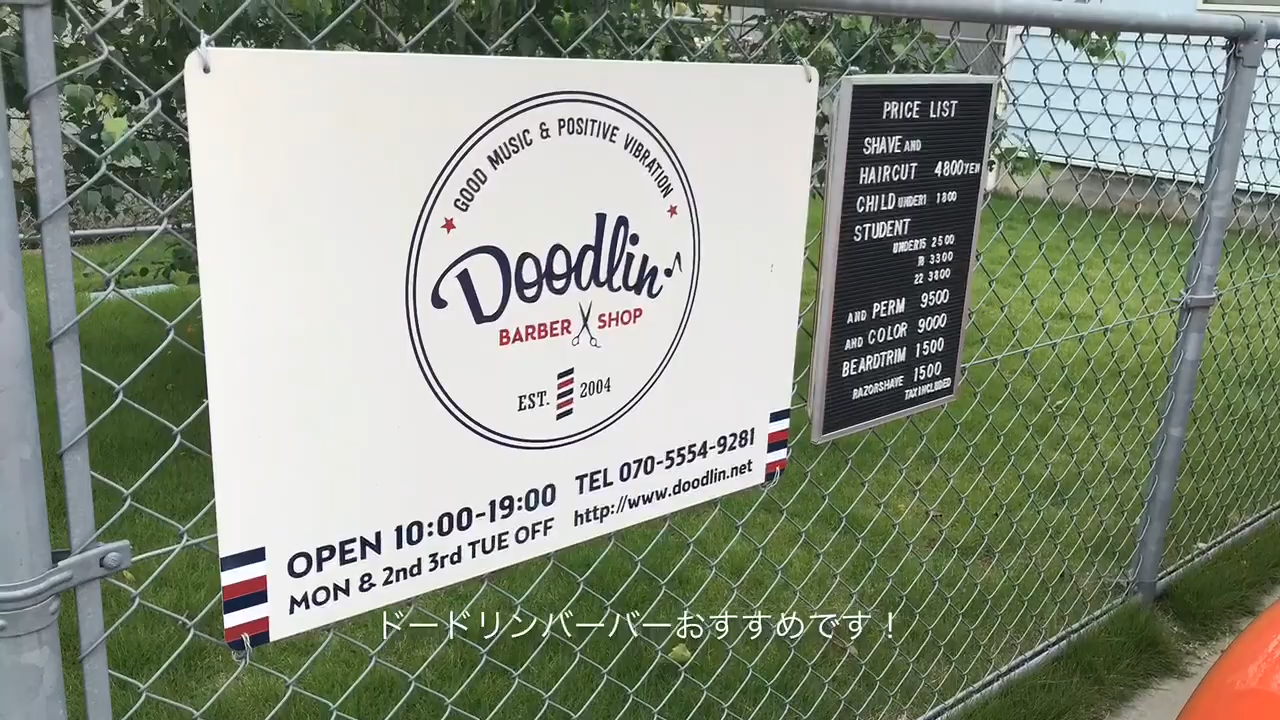 GOOD MUSIC & POSITIVE VIBRATION
Doodlin
BARBER SHOP
EST. 2004
OPEN 10:00-19:00 TEL 070-5554-9281
MON & 2nd 3rd TUE OFF http://www.doodlin.net
PRICE LIST
SHAVE AND
HAIRCUT 4800YEN
CHILD UNDER1 1800
STUDENT
UNDER15 2500
18 3300
22 3800
AND PERM 9500
AND COLOR 9000
BEARDTRIM 1500
RAZORSHAVE 1500
TAX INCLUDED
ドードリンバーバーおすすめです！